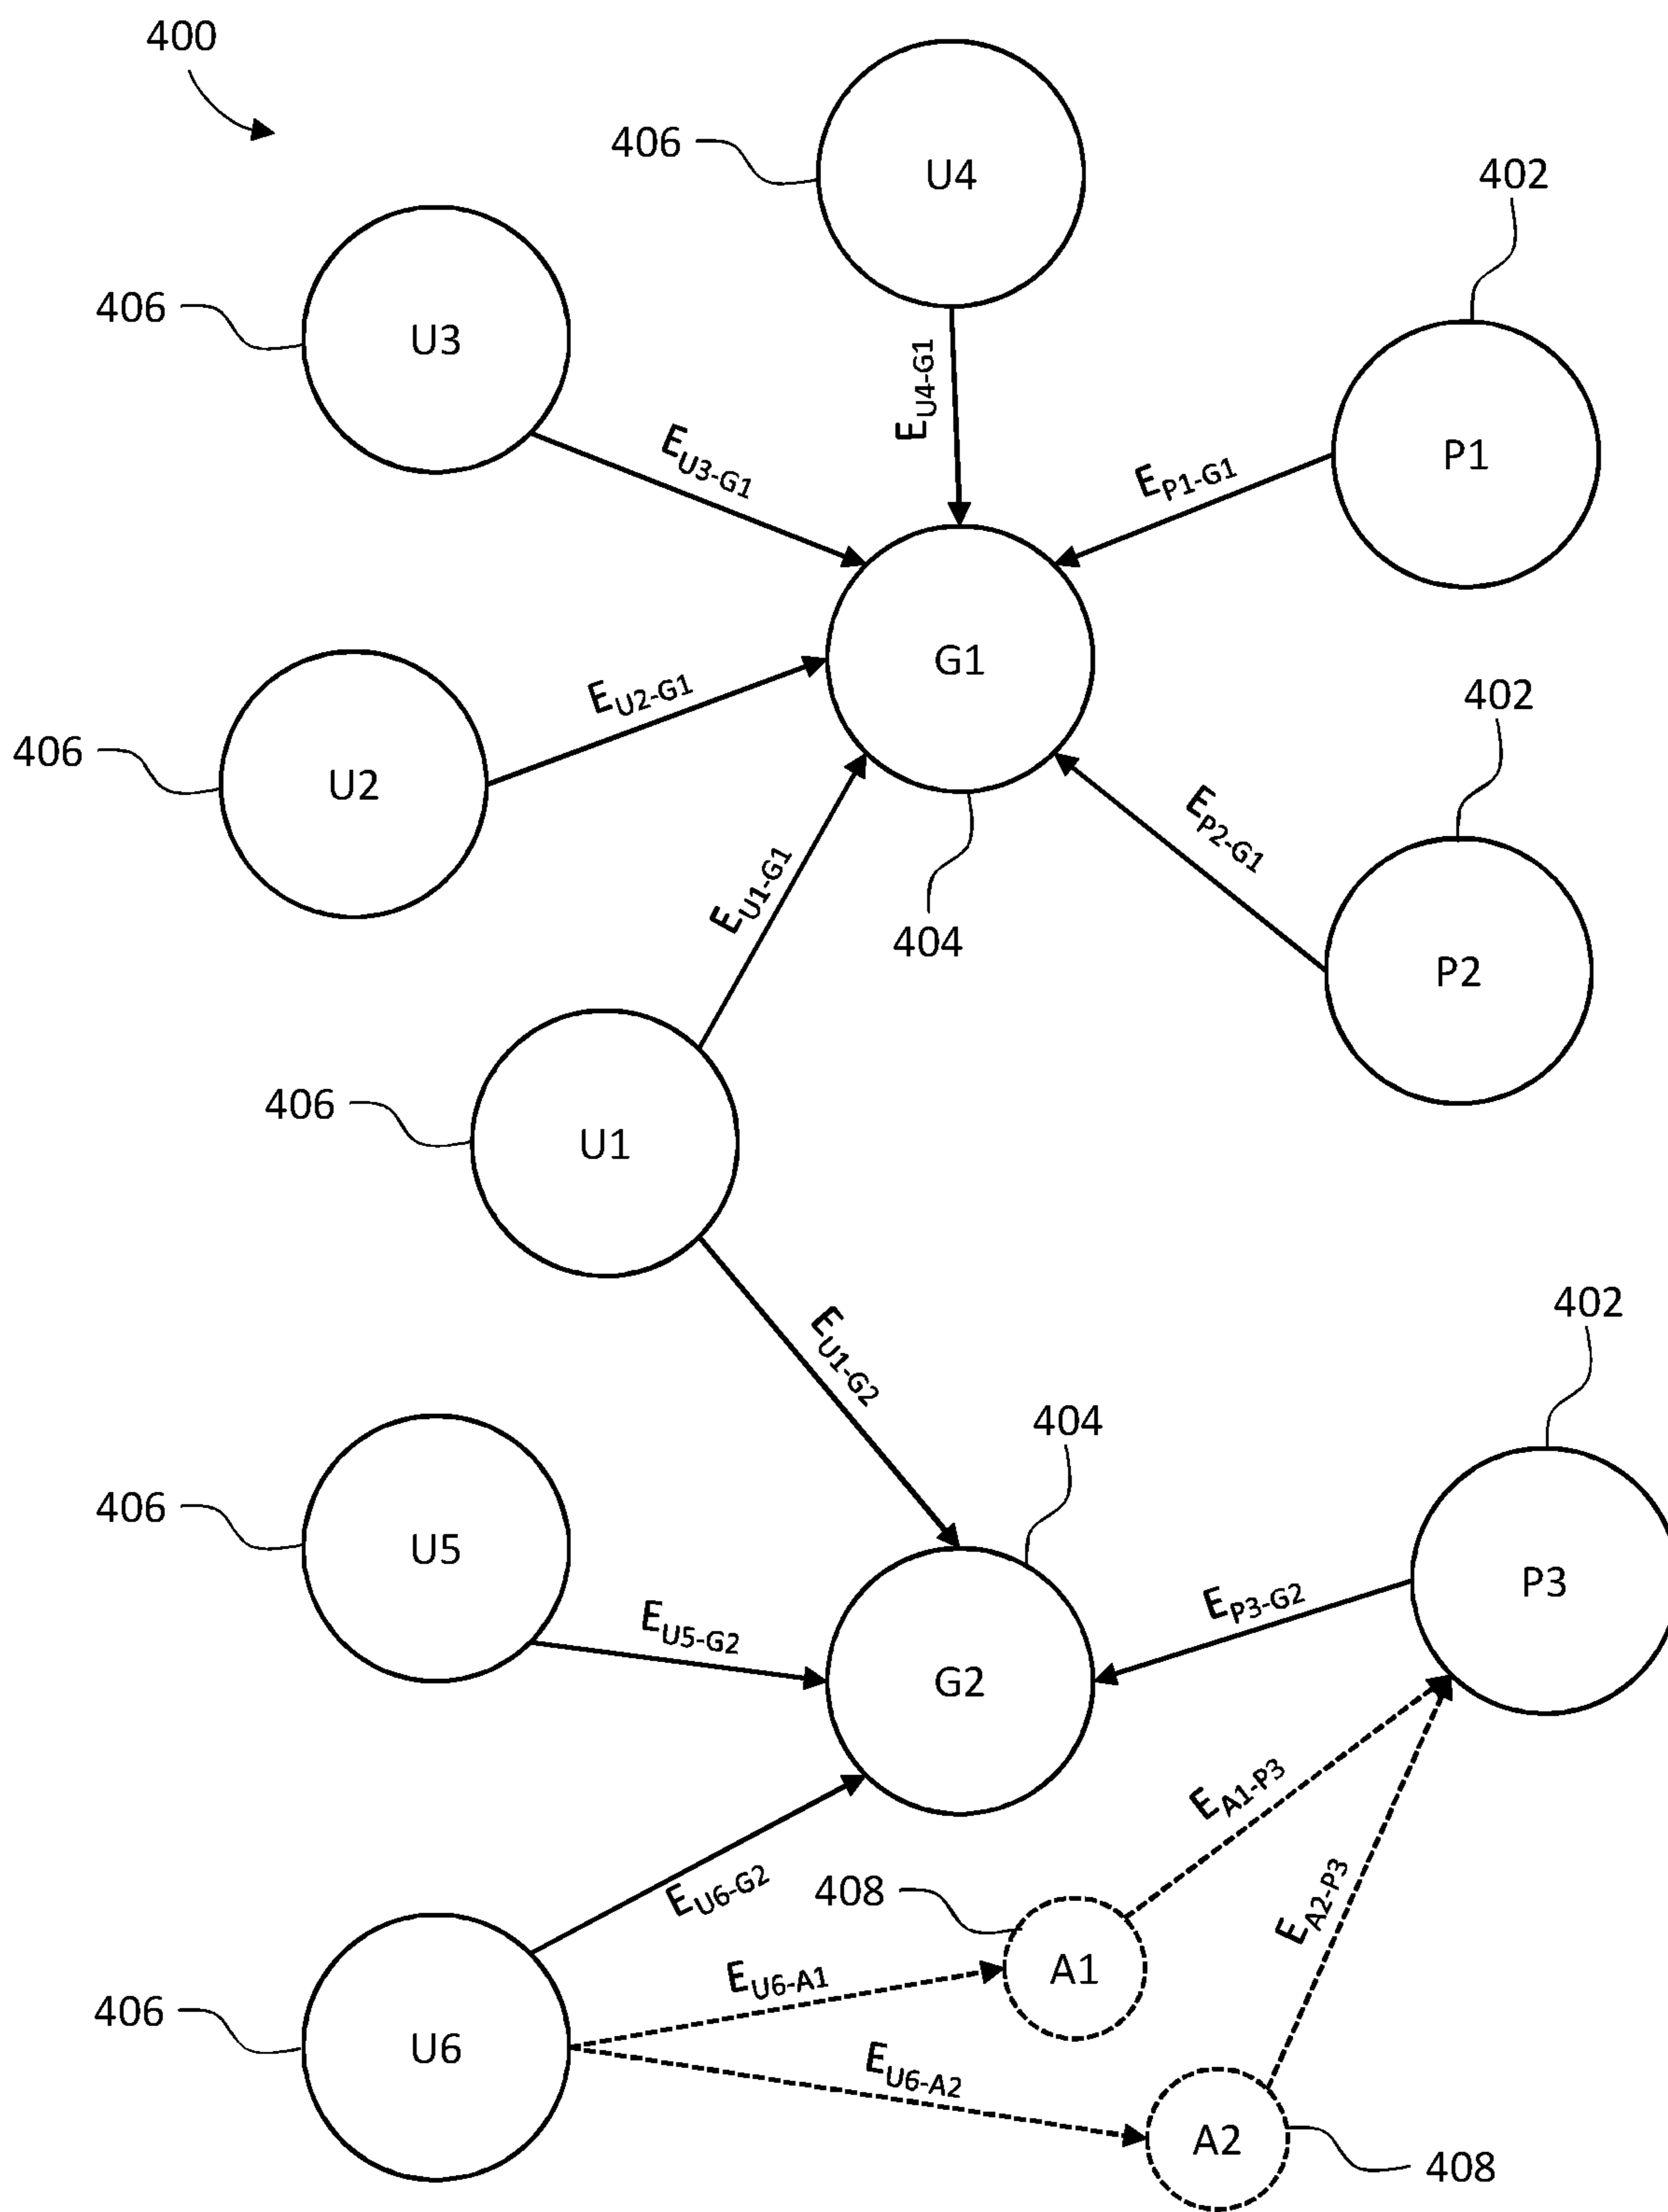 400
406
U4
402
406
U3
P1
E_U4-G1
E_U3-G1
E_P1-G1
G1
402
406
U2
E_U2-G1
E_P2-G1
E_U1-G1
404
P2
406
U1
402
E_U1-G2
404
406
U5
P3
E_U5-G2
E_P3-G2
G2
E_A1-P3
E_U6-G2
408
E_A2-P3
A1
E_U6-A1
406
U6
E_U6-A2
A2
408